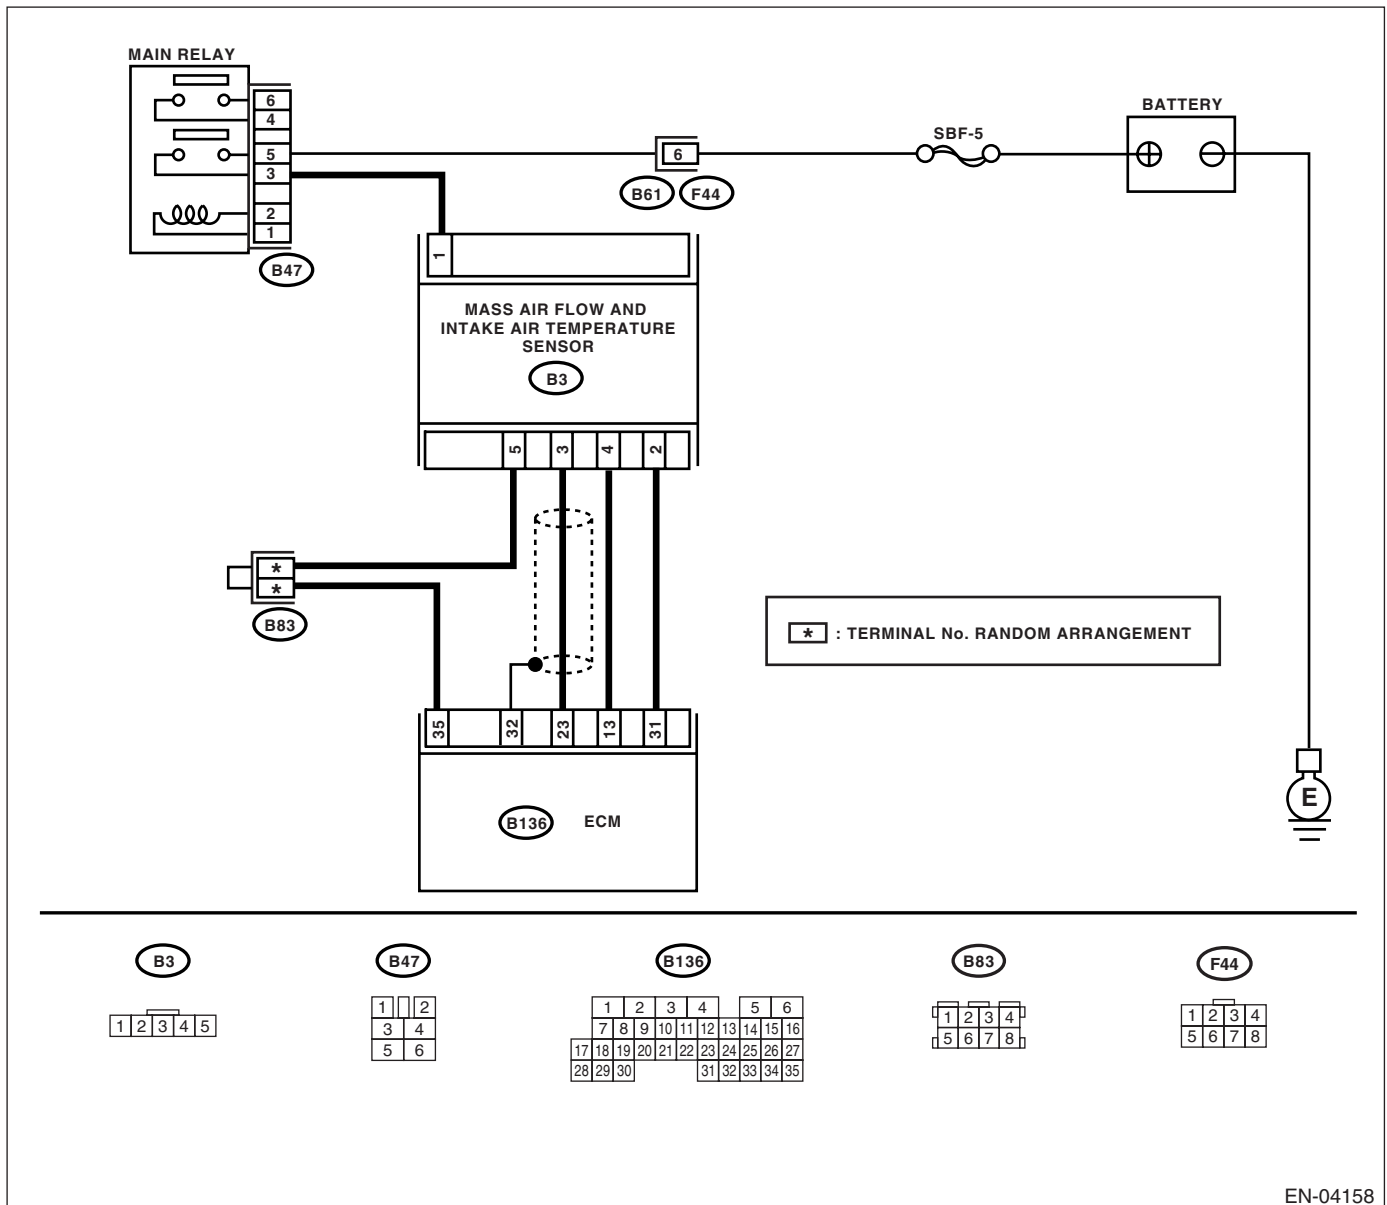 MAIN RELAY
6
4
5
3
2
1
B47
6
B61 F44
SBF-5
BATTERY
1
MASS AIR FLOW AND
INTAKE AIR TEMPERATURE
SENSOR
B3
5 3 4 2
*
*
B83
* : TERMINAL No. RANDOM ARRANGEMENT
35 32 23 13 31
B136 ECM
E
B3
1 2 3 4 5
B47
1 2
3 4
5 6
B136
1 2 3 4 5 6
7 8 9 10 11 12 13 14 15 16
17 18 19 20 21 22 23 24 25 26 27
28 29 30 31 32 33 34 35
B83
1 2 3 4
5 6 7 8
F44
1 2 3 4
5 6 7 8
EN-04158